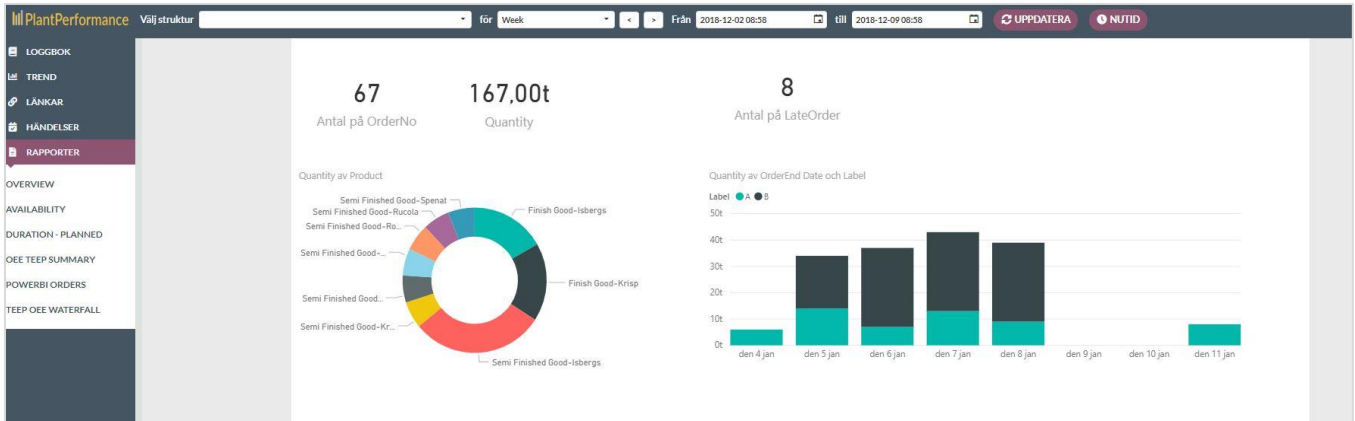 PlantPerformance Välj struktur för Week < > Från 2018-12-02 08:58 till 2018-12-09 08:58 UPPDATERA NUTID
LOGGBOK
TREND
LÄNKAR
HÄNDELSER
RAPPORTER
OVERVIEW
AVAILABILITY
DURATION - PLANNED
OEE TEEP SUMMARY
POWERBI ORDERS
TEEP OEE WATERFALL
67
Antal på OrderNo
167,00t
Quantity
8
Antal på LateOrder
Quantity av Product
Semi Finished Good-Spenat
Semi Finished Good-Rucola
Semi Finished Good-Ro...
Semi Finished Good-...
Semi Finished Good...
Semi Finished Good-Kr...
Finish Good-Isbergs
Finish Good-Krisp
Semi Finished Good-Isbergs
Quantity av OrderEnd Date och Label
Label A B
50t
40t
30t
20t
10t
0t
den 4 jan den 5 jan den 6 jan den 7 jan den 8 jan den 9 jan den 10 jan den 11 jan